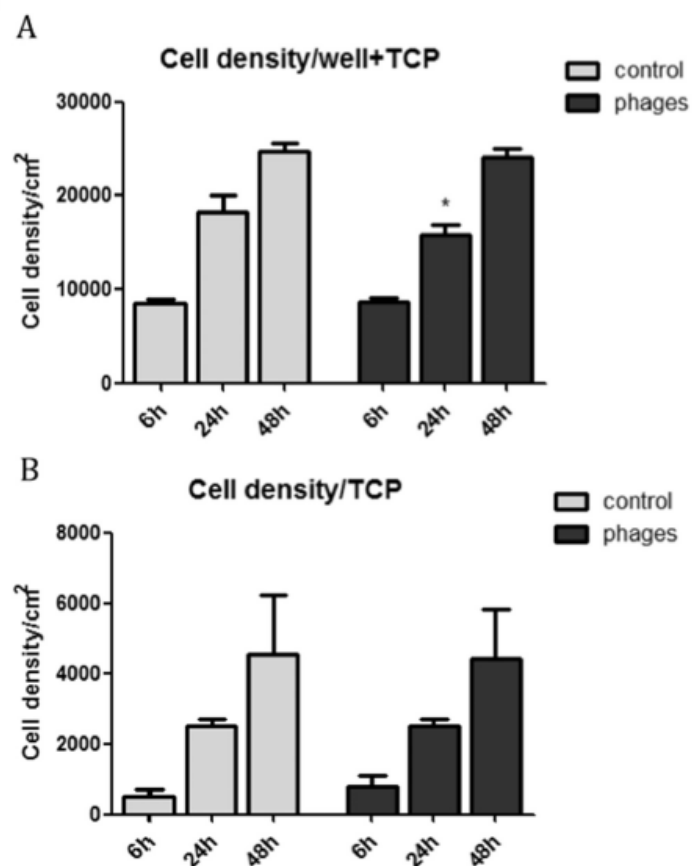 A
Cell density/well+TCP
control
phages
30000
20000
10000
0
Cell density/cm2
*
6h
24h
48h
6h
24h
48h
B
Cell density/TCP
control
phages
8000
6000
4000
2000
0
Cell density/cm2
6h
24h
48h
6h
24h
48h